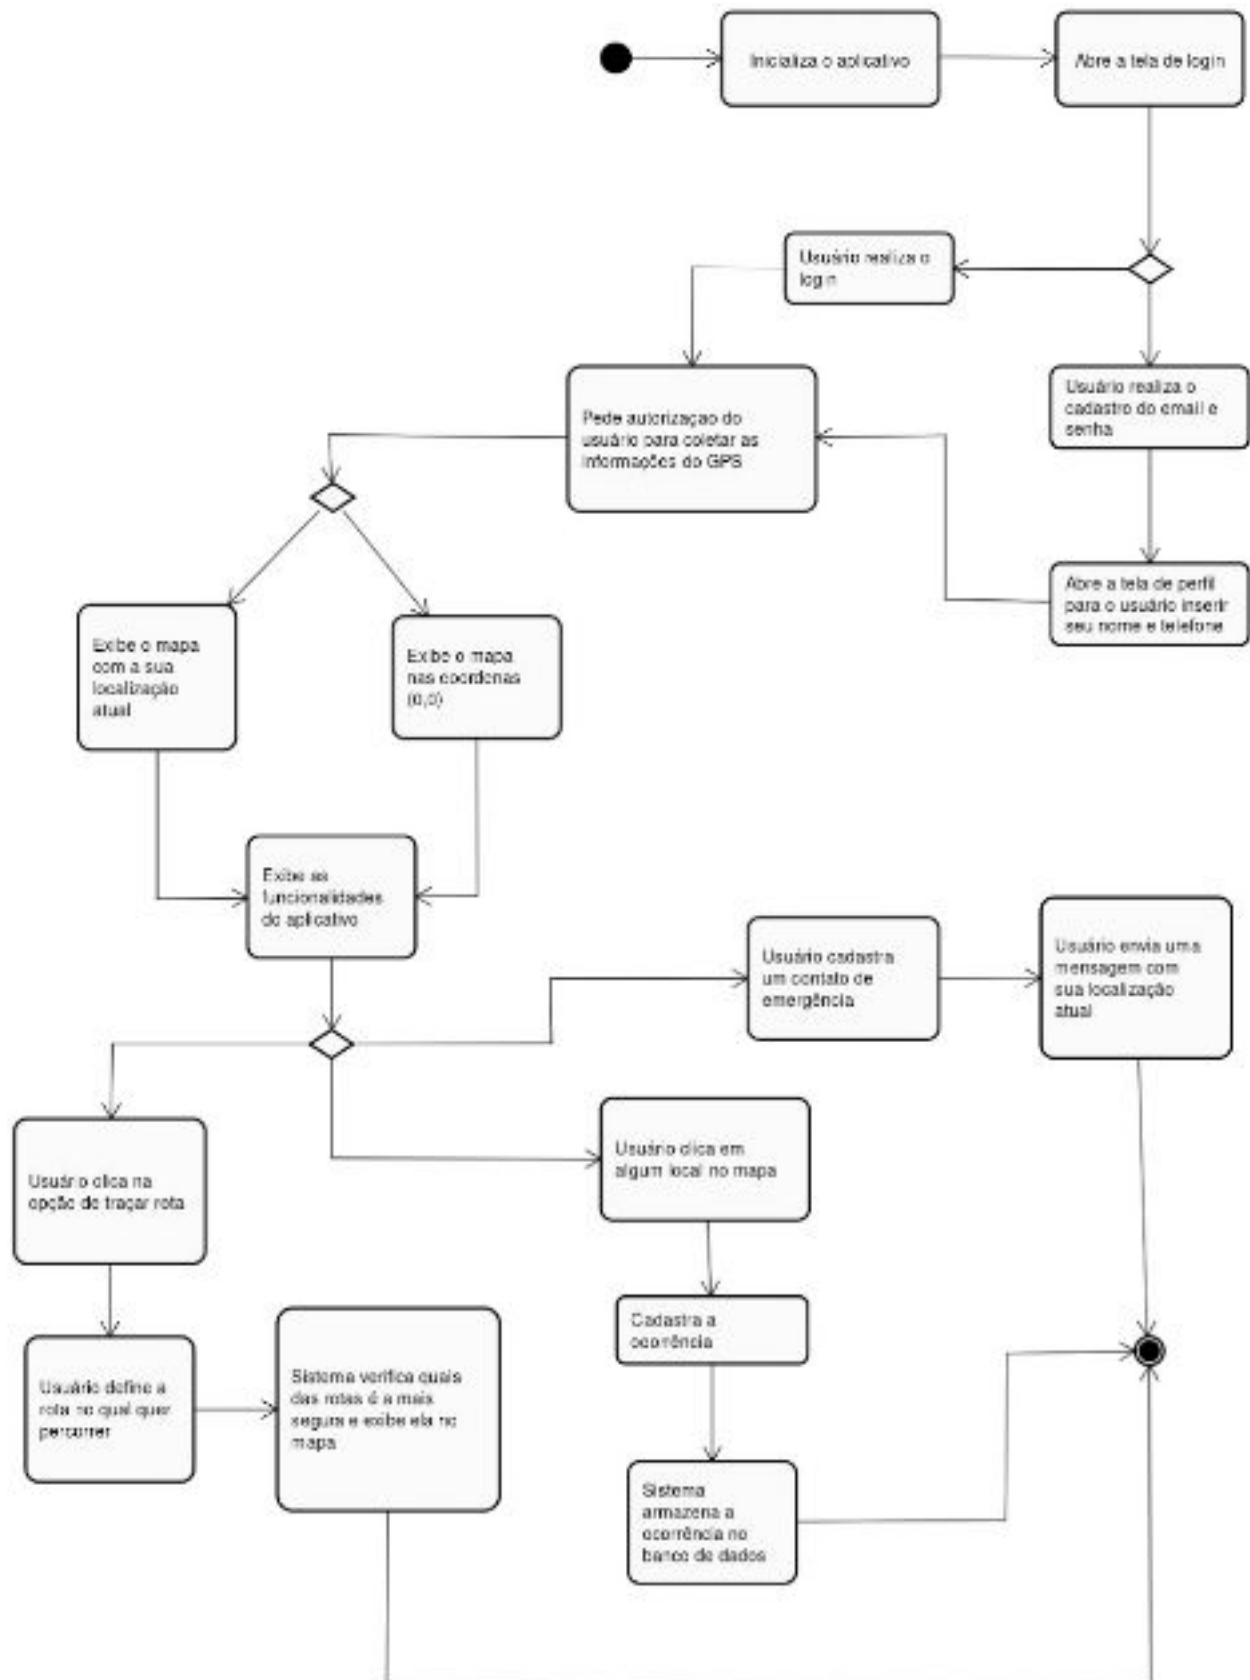 Inicializa o aplicativo
Abre a tela de login
Usuário realiza o
login
Usuário realiza o
cadastro do email e
senha
Pede autorização do
usuário para coletar as
informações do GPS
Abre a tela de perfil
para o usuário inserir
seu nome e telefone
Exibe o mapa
com a sua
localização
atual
Exibe o mapa
nas coordenas
(0,0)
Exibe as
funcionalidades
do aplicativo
Usuário cadastra
um contato de
emergência
Usuário envia uma
mensagem com
sua localização
atual
Usuário clica na
opção de traçar rota
Usuário clica em
algum local no mapa
Cadastra a
ocorrência
Usuário define a
rota no qual quer
percorrer
Sistema verifica quais
das rotas é a mais
segura e exibe ela no
mapa
Sistema
armazena a
ocorrência no
banco de dados